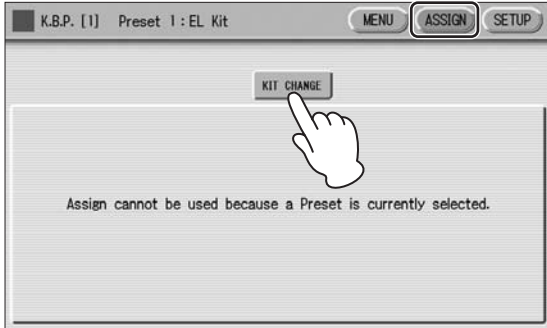 K.B.P. [1] Preset 1 : EL Kit MENU ASSIGN SETUP
KIT CHANGE
Assign cannot be used because a Preset is currently selected.